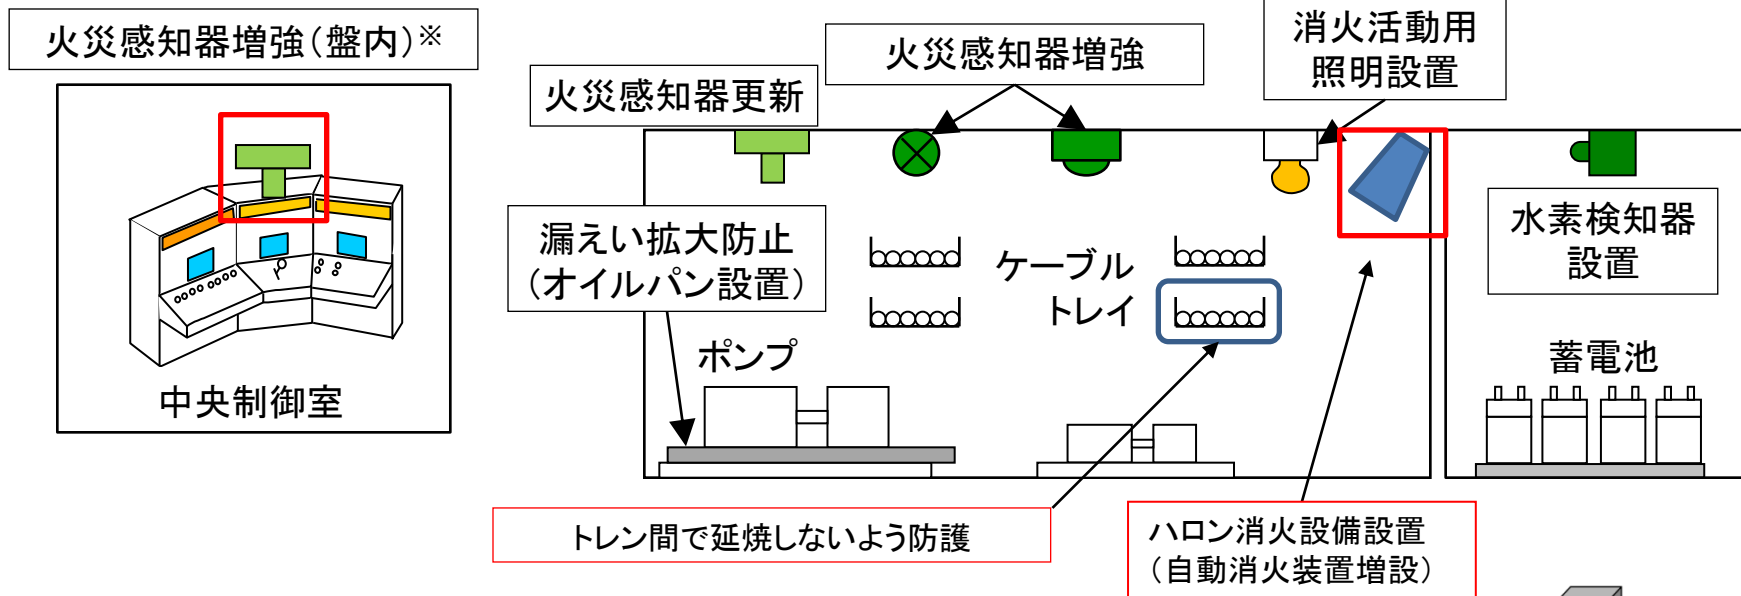 火災感知器増強（盤内）※
中央制御室
火災感知器更新
火災感知器増強
消火活動用
照明設置
漏えい拡大防止
（オイルパン設置）
ケーブル
トレイ
ポンプ
水素検知器
設置
蓄電池
トレン間で延焼しないよう防護
ハロン消火設備設置
（自動消火装置増設）